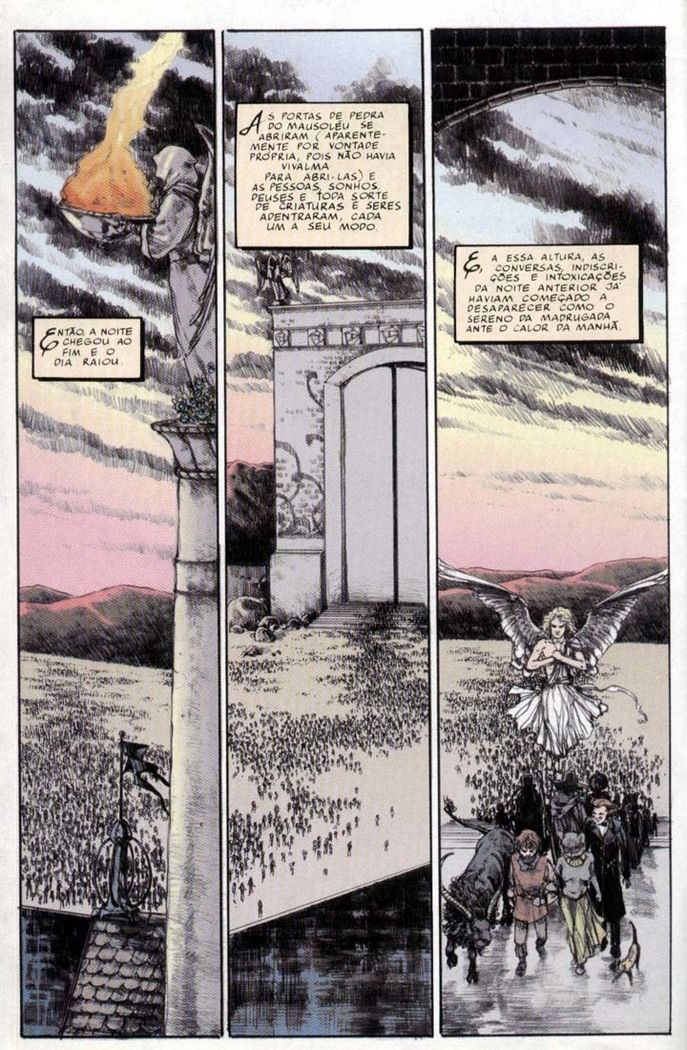 ENTÃO, A NOITE
CHEGOU AO
FIM E O
DIA RAIOU.
AS PORTAS DE PEDRA
DO MAUSOLÉU SE
ABRIRAM (APARENTE-
MENTE POR VONTADE
PRÓPRIA, POIS NÃO HAVIA
VIVALMA
PARA ABRI-LAS) E
AS PESSOAS, SONHOS,
DEUSES E TODA SORTE
DE CRIATURAS E SERES
ADENTRARAM, CADA
UM A SEU MODO.
E, A ESSA ALTURA, AS
CONVERSAS, INDISCRI-
ÇÕES E INTOXICAÇÕES
DA NOITE ANTERIOR JÁ
HAVIAM COMEÇADO A
DESAPARECER COMO O
SERENO DA MADRUGADA
ANTE O CALOR DA MANHÃ.